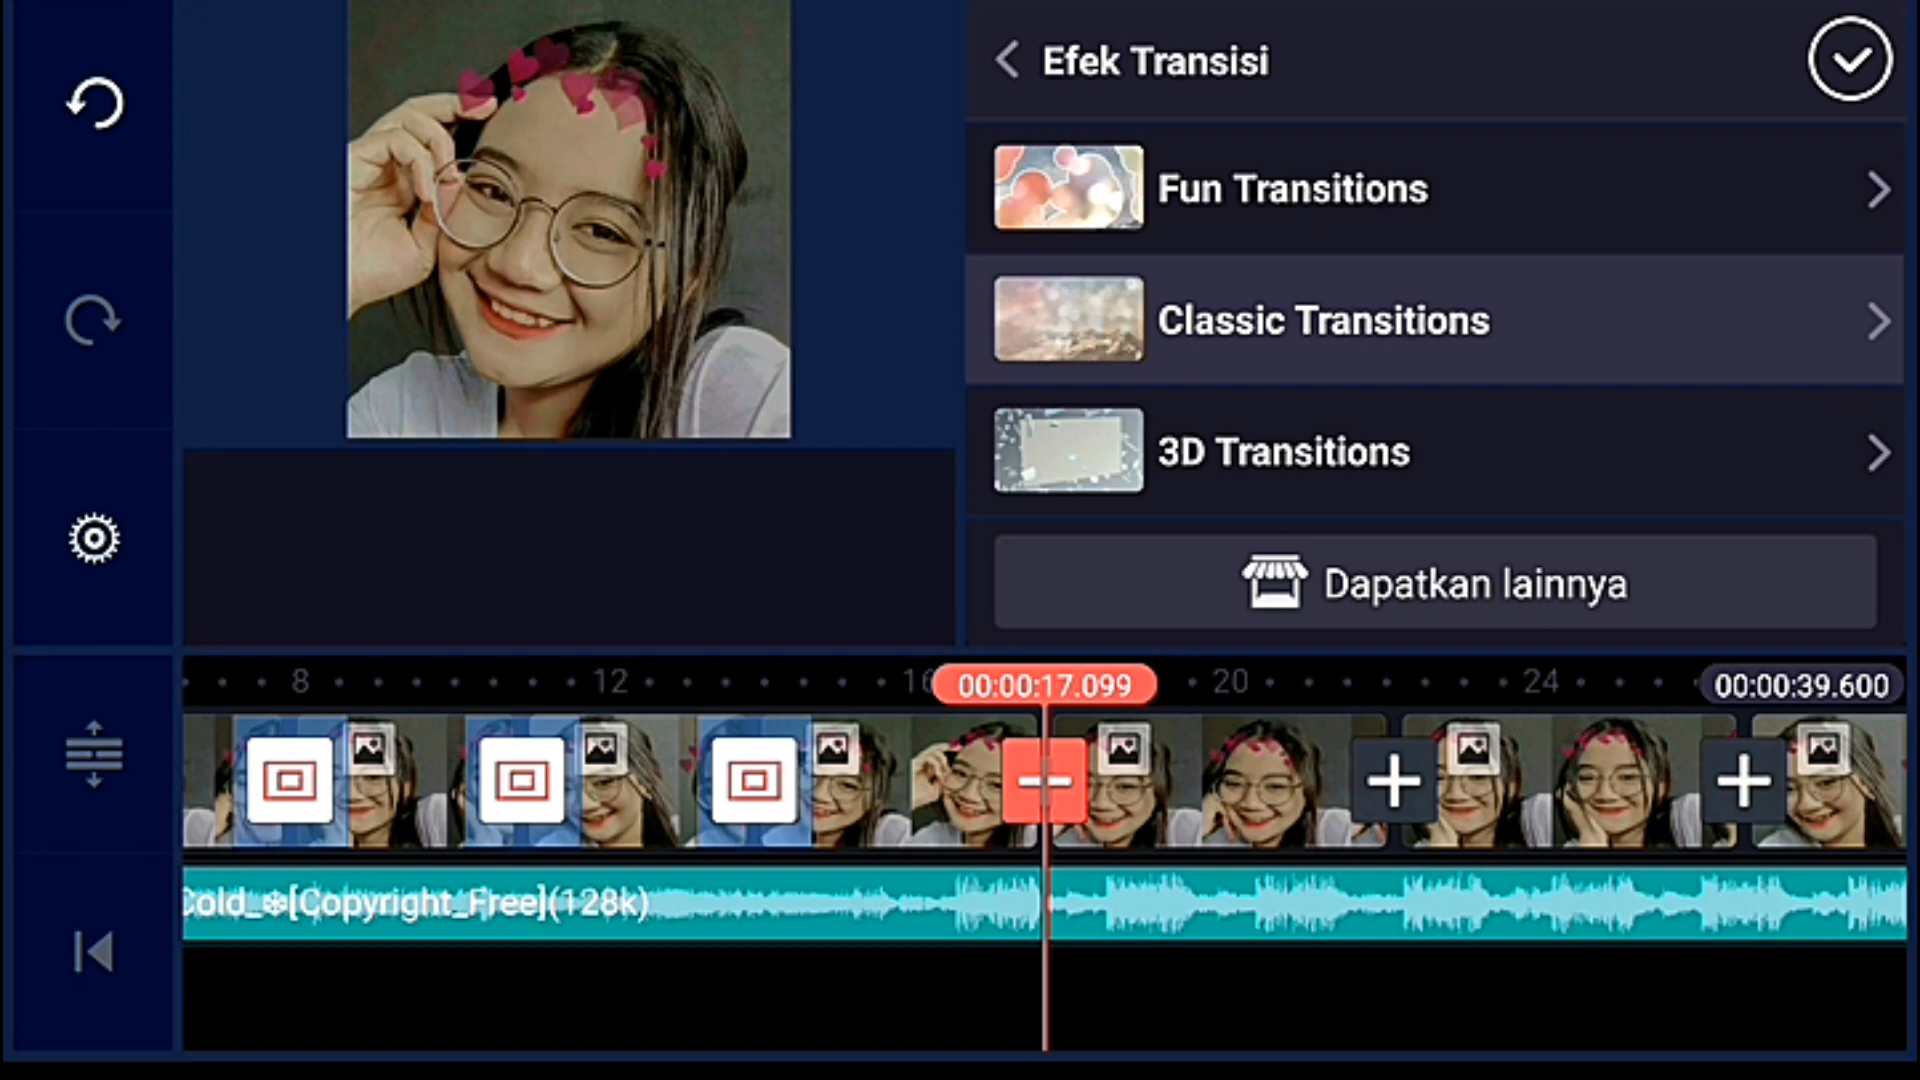 Efek Transisi
Fun Transitions
Classic Transitions
3D Transitions
Dapatkan lainnya
8
12
16
00:00:17.099
20
24
00:00:39.600
Cold_❄[Copyright_Free](128k)